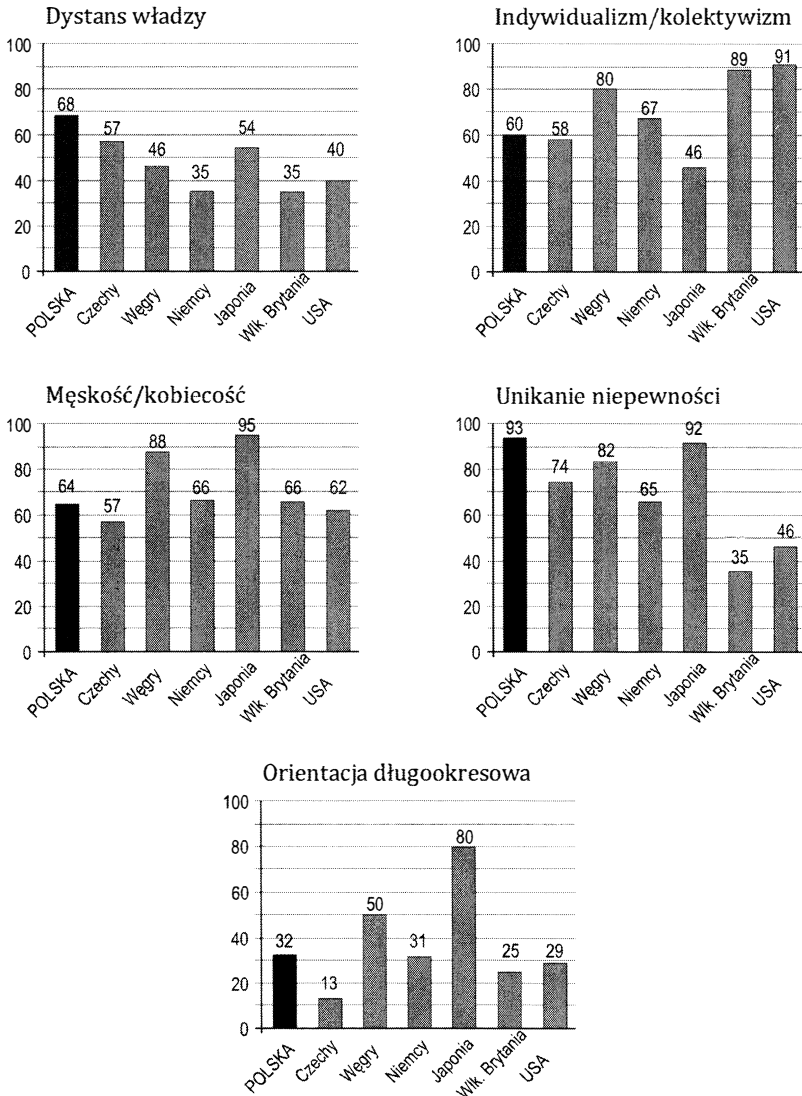 Dystans władzy
100
80
60
40
20
0
68
57
46
35
54
35
40
POLSKA
Czechy
Węgry
Niemcy
Japonia
Wlk. Brytania
USA
Indywidualizm/kolektywizm
100
80
60
40
20
0
60
58
80
67
46
89
91
POLSKA
Czechy
Węgry
Niemcy
Japonia
Wlk. Brytania
USA
Męskość/kobiecość
100
80
60
40
20
0
64
57
88
66
95
66
62
POLSKA
Czechy
Węgry
Niemcy
Japonia
Wlk. Brytania
USA
Unikanie niepewności
100
80
60
40
20
0
93
74
82
65
92
35
46
POLSKA
Czechy
Węgry
Niemcy
Japonia
Wlk. Brytania
USA
Orientacja długookresowa
100
80
60
40
20
0
32
13
50
31
80
25
29
POLSKA
Czechy
Węgry
Niemcy
Japonia
Wlk. Brytania
USA